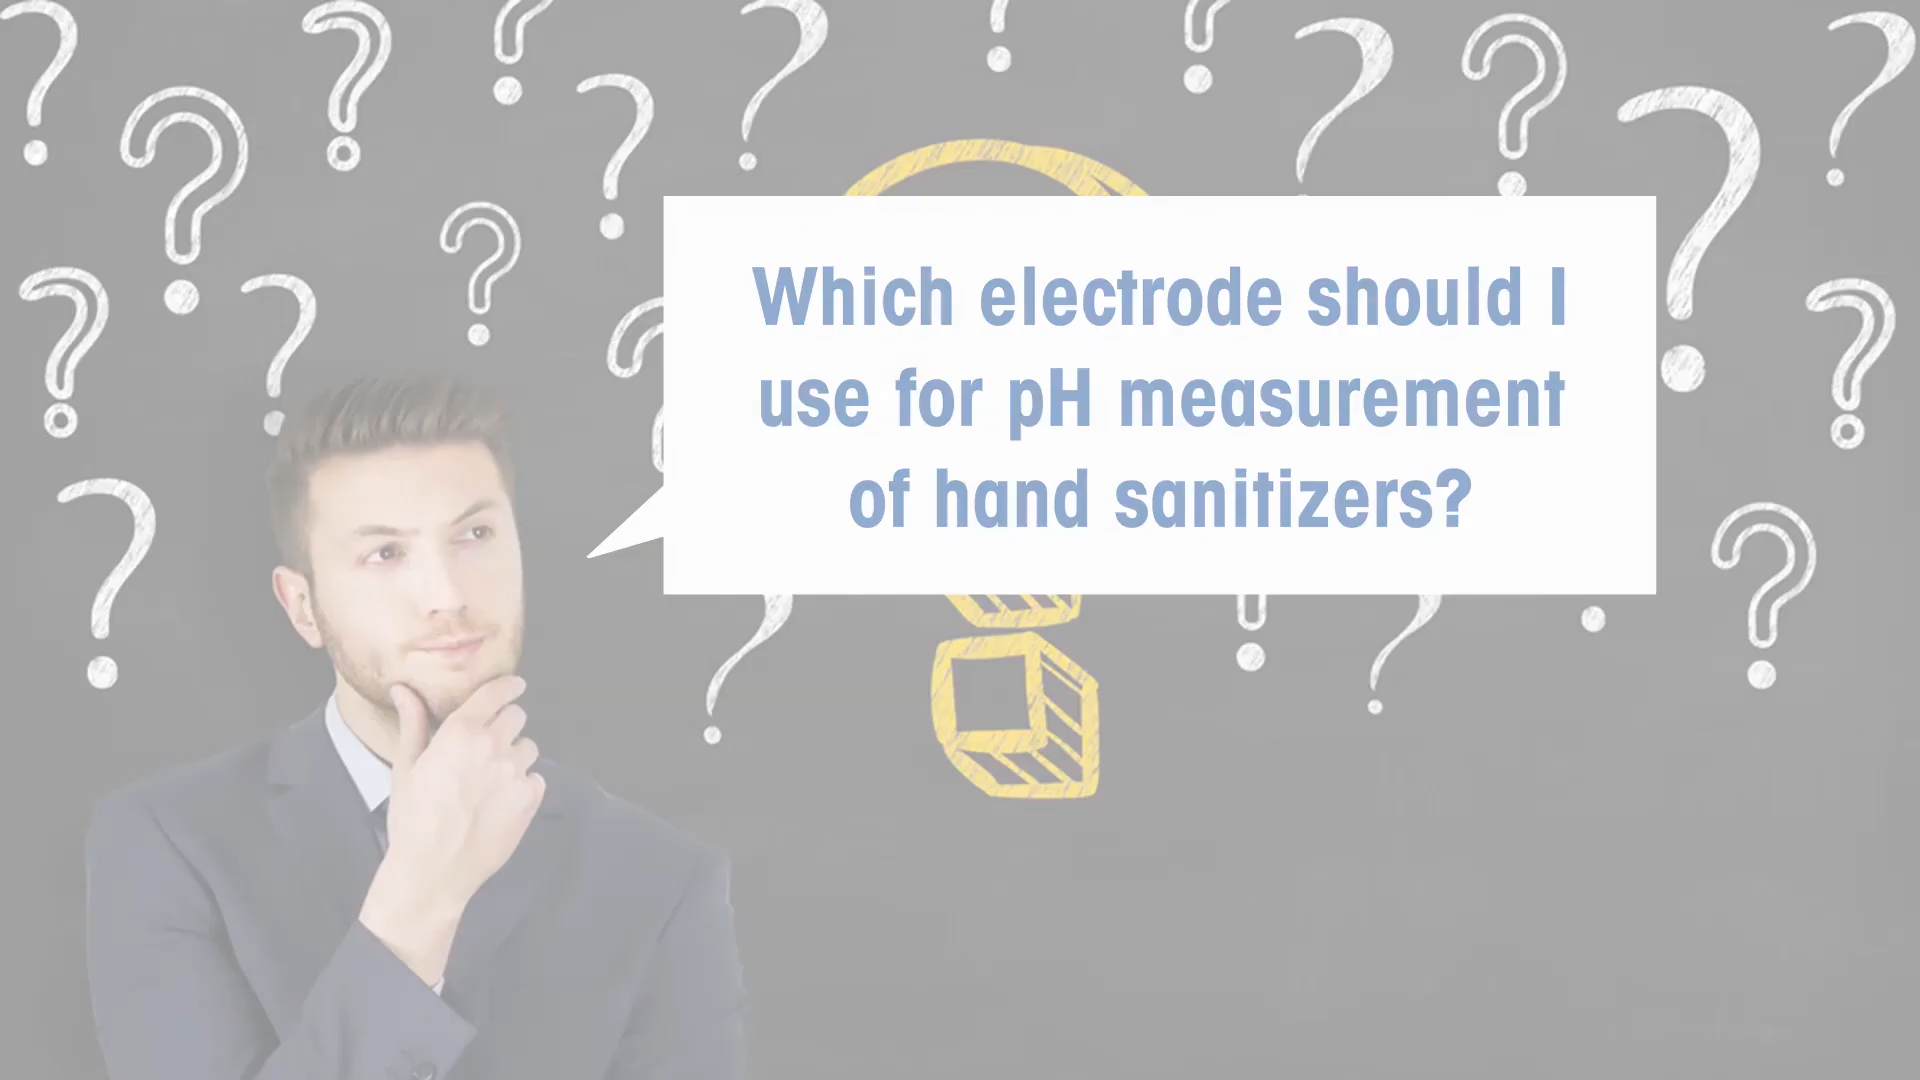 Which electrode should I
use for pH measurement
of hand sanitizers?